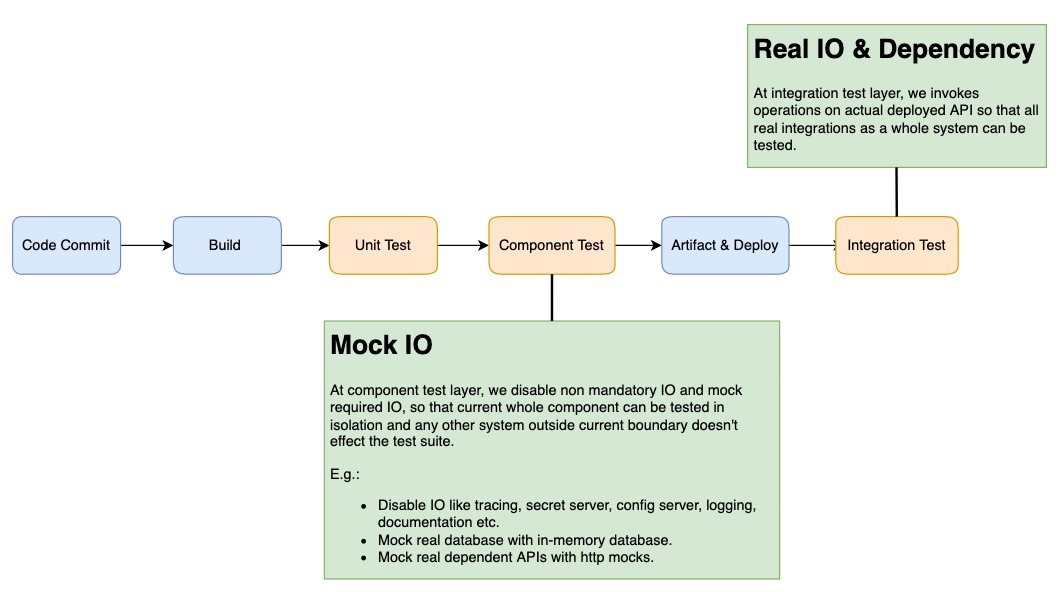 Real IO & Dependency
At integration test layer, we invokes
operations on actual deployed API so that all
real integrations as a whole system can be
tested.
Code Commit
Build
Unit Test
Component Test
Artifact & Deploy
Integration Test
Mock IO
At component test layer, we disable non mandatory IO and mock
required IO, so that current whole component can be tested in
isolation and any other system outside current boundary doesn't
effect the test suite.
E.g.:
• Disable IO like tracing, secret server, config server, logging,
documentation etc.
• Mock real database with in-memory database.
• Mock real dependent APIs with http mocks.